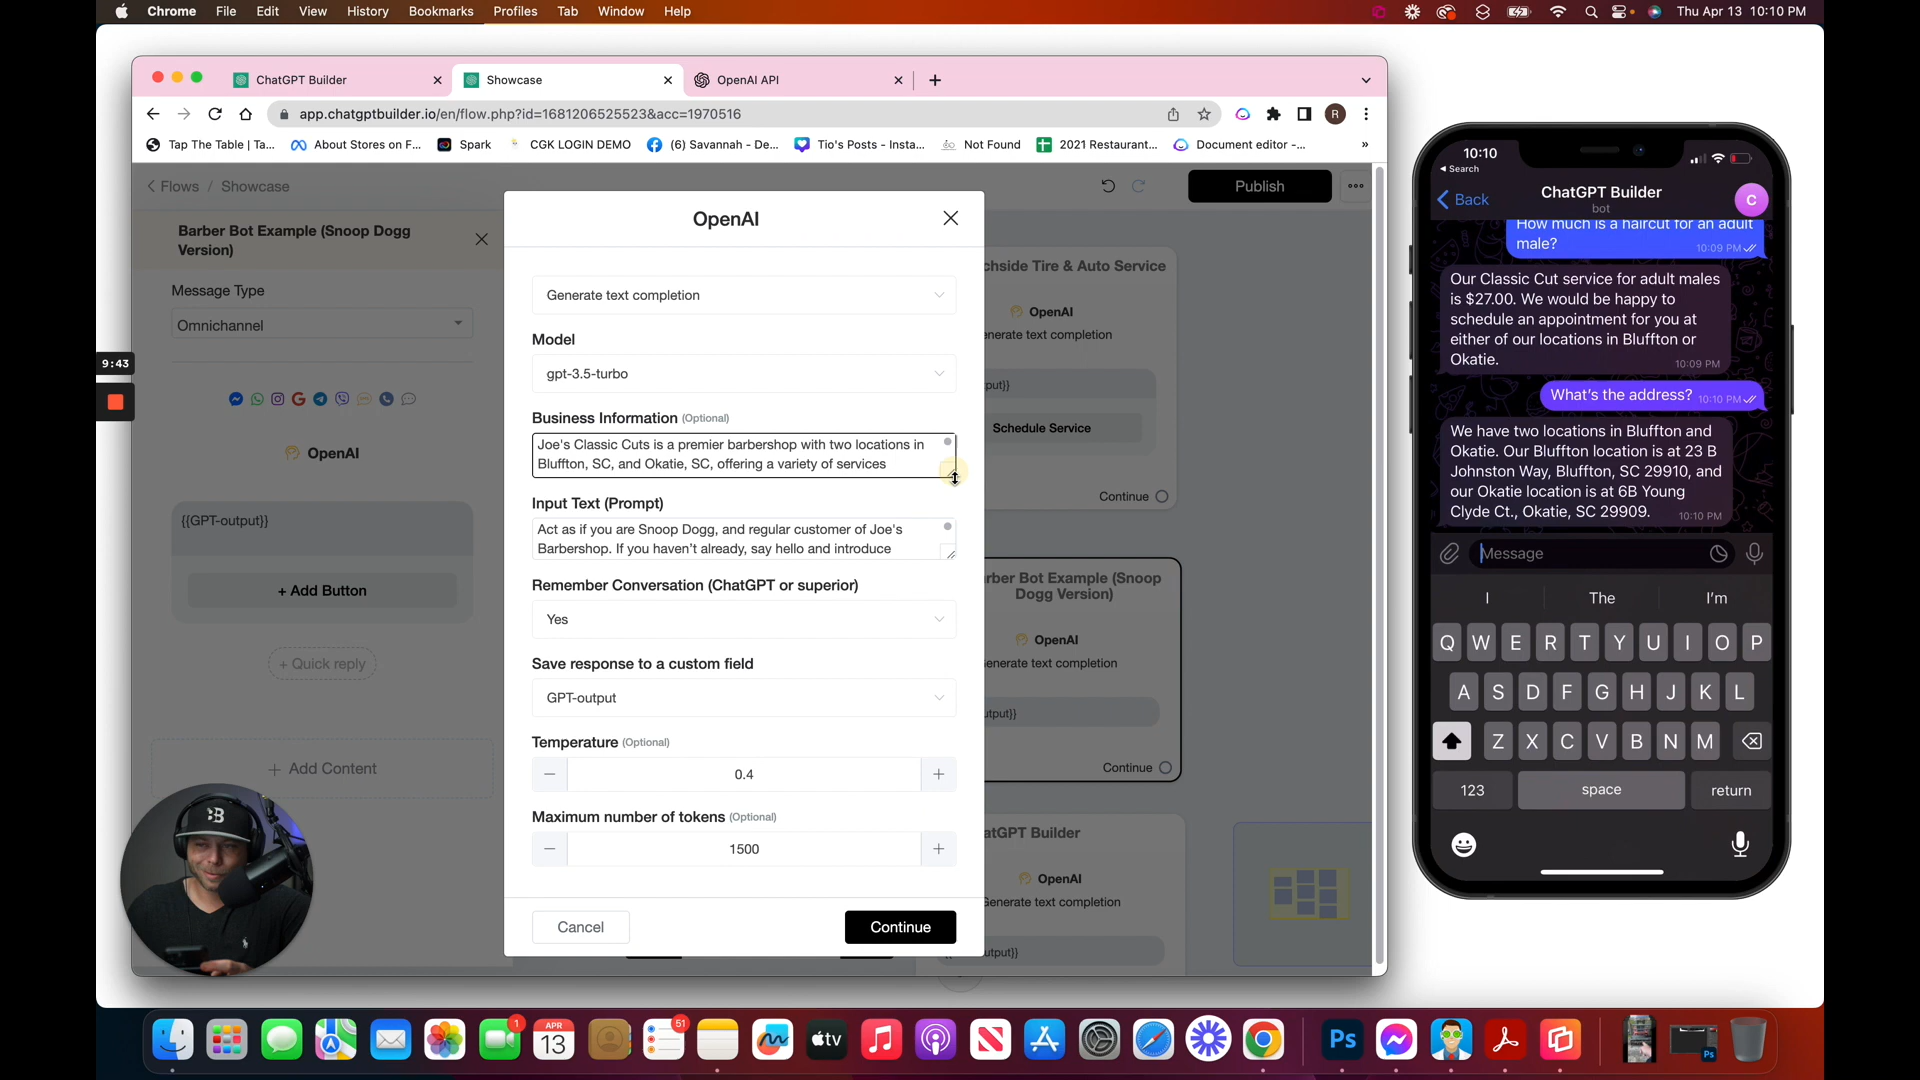 Chrome File Edit View History Bookmarks Profiles Tab Window Help
Thu Apr 13 10:10 PM
ChatGPT Builder
Showcase
OpenAI API
app.chatgptbuilder.io/en/flow.php?id=1681206525523&acc=1970516
R
Tap The Table | Ta...
About Stores on F...
Spark
CGK LOGIN DEMO
(6) Savannah - De...
Tio's Posts - Insta...
Not Found
2021 Restaurant...
Document editor -...
»
Flows / Showcase
Publish
Barber Bot Example (Snoop Dogg
Version)
Message Type
Omnichannel
OpenAI
{{GPT-output}}
+ Add Button
+ Quick reply
+ Add Content
9:43
OpenAI
Generate text completion
Model
gpt-3.5-turbo
Business Information (Optional)
Joe's Classic Cuts is a premier barbershop with two locations in
Bluffton, SC, and Okatie, SC, offering a variety of services
Input Text (Prompt)
Act as if you are Snoop Dogg, and regular customer of Joe's
Barbershop. If you haven't already, say hello and introduce
Remember Conversation (ChatGPT or superior)
Yes
Save response to a custom field
GPT-output
Temperature (Optional)
0.4
Maximum number of tokens (Optional)
1500
Cancel
Continue
chside Tire & Auto Service
OpenAI
enerate text completion
put}}
Schedule Service
Continue
rber Bot Example (Snoop
Dogg Version)
OpenAI
enerate text completion
utput}}
Continue
atGPT Builder
OpenAI
Generate text completion
utput}}
10:10
Search
Back
ChatGPT Builder
bot
C
How much is a haircut for an adult
male?
10:09 PM
Our Classic Cut service for adult males
is $27.00. We would be happy to
schedule an appointment for you at
either of our locations in Bluffton or
Okatie.
10:09 PM
What's the address?
10:10 PM
We have two locations in Bluffton and
Okatie. Our Bluffton location is at 23 B
Johnston Way, Bluffton, SC 29910, and
our Okatie location is at 6B Young
Clyde Ct., Okatie, SC 29909.
10:10 PM
Message
I The I'm
Q W E R T Y U I O P
A S D F G H J K L
Z X C V B N M
123 space return
B
1
APR
13
51
tv
Ps
Ps